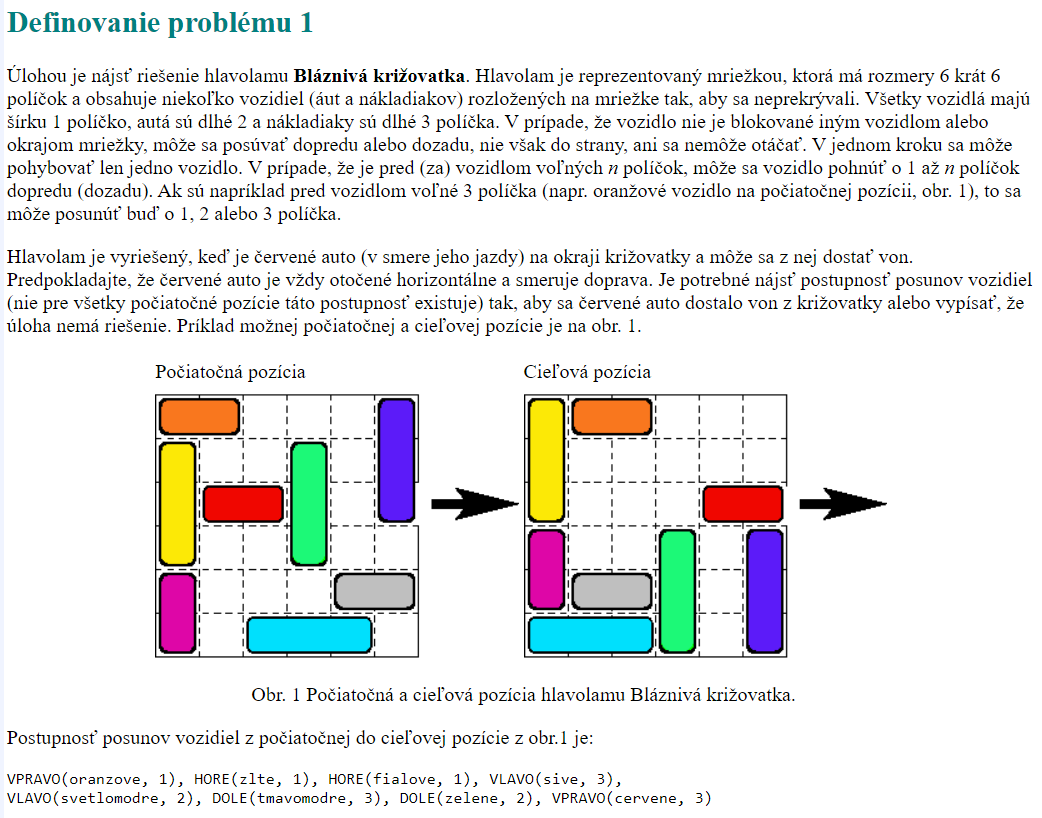 Definovanie problému 1
Úlohou je nájsť riešenie hlavolamu Bláznivá križovatka. Hlavolam je reprezentovaný mriežkou, ktorá má rozmery 6 krát 6
políčok a obsahuje niekoľko vozidiel (áut a nákladiakov) rozložených na mriežke tak, aby sa neprekrývali. Všetky vozidlá majú
šírku 1 políčko, autá sú dlhé 2 a nákladiaky sú dlhé 3 políčka. V prípade, že vozidlo nie je blokované iným vozidlom alebo
okrajom mriežky, môže sa posúvať dopredu alebo dozadu, nie však do strany, ani sa nemôže otáčať. V jednom kroku sa môže
pohybovať len jedno vozidlo. V prípade, že je pred (za) vozidlom voľných n políčok, môže sa vozidlo pohnúť o 1 až n políčok
dopredu (dozadu). Ak sú napríklad pred vozidlom voľné 3 políčka (napr. oranžové vozidlo na počiatočnej pozícii, obr. 1), to sa
môže posunúť buď o 1, 2 alebo 3 políčka.
Hlavolam je vyriešený, keď je červené auto (v smere jeho jazdy) na okraji križovatky a môže sa z nej dostať von.
Predpokladajte, že červené auto je vždy otočené horizontálne a smeruje doprava. Je potrebné nájsť postupnosť posunov vozidiel
(nie pre všetky počiatočné pozície táto postupnosť existuje) tak, aby sa červené auto dostalo von z križovatky alebo vypísať, že
úloha nemá riešenie. Príklad možnej počiatočnej a cieľovej pozície je na obr. 1.
Počiatočná pozícia
Cieľová pozícia
Obr. 1 Počiatočná a cieľová pozícia hlavolamu Bláznivá križovatka.
Postupnosť posunov vozidiel z počiatočnej do cieľovej pozície z obr.1 je:
VPRAVO(oranzove, 1), HORE(zlte, 1), HORE(fialove, 1), VLAVO(sive, 3),
VLAVO(svetlomodre, 2), DOLE(tmavomodre, 3), DOLE(zelene, 2), VPRAVO(cervene, 3)